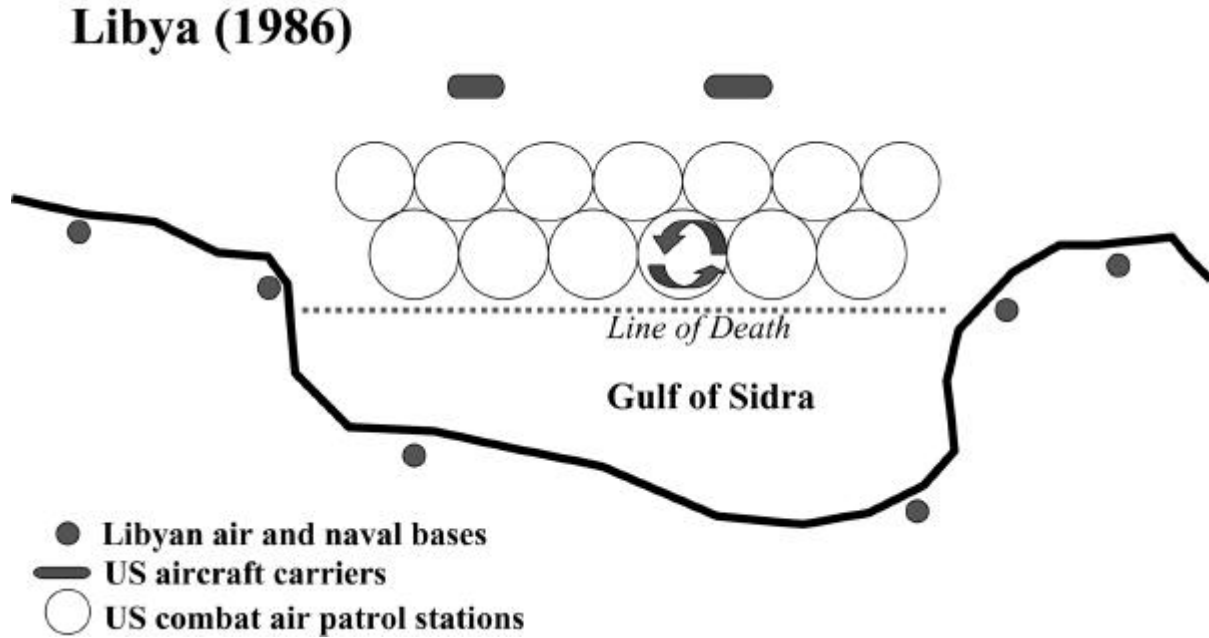 Libya (1986)
Line of Death
Gulf of Sidra
Libyan air and naval bases
US aircraft carriers
US combat air patrol stations